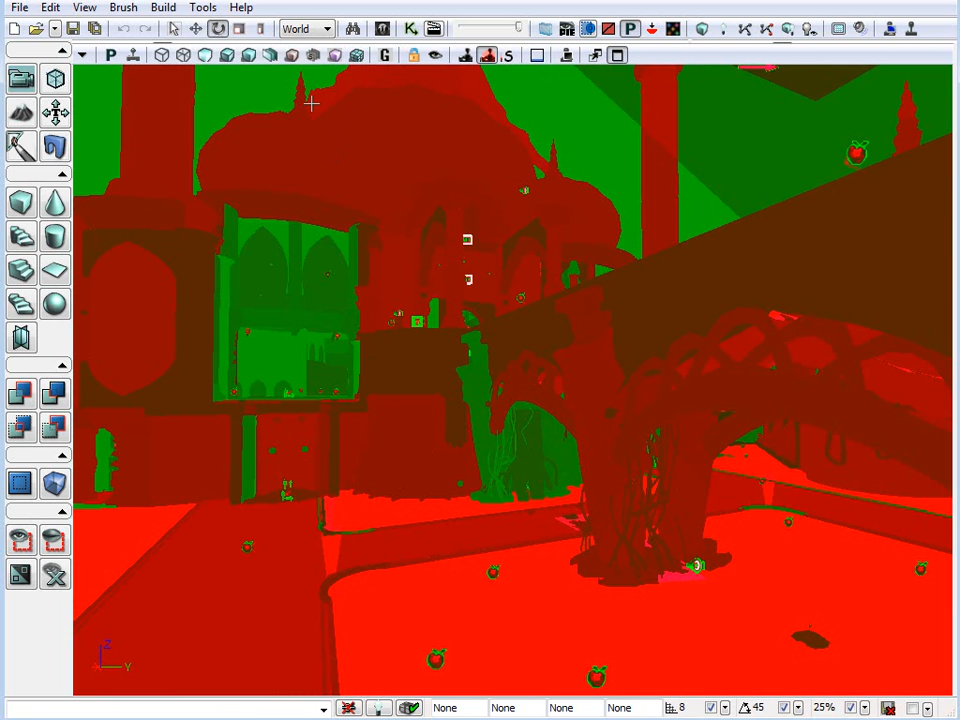 File Edit View Brush Build Tools Help
World K P
P G S
Z
Y
None None None None 8 45 25%